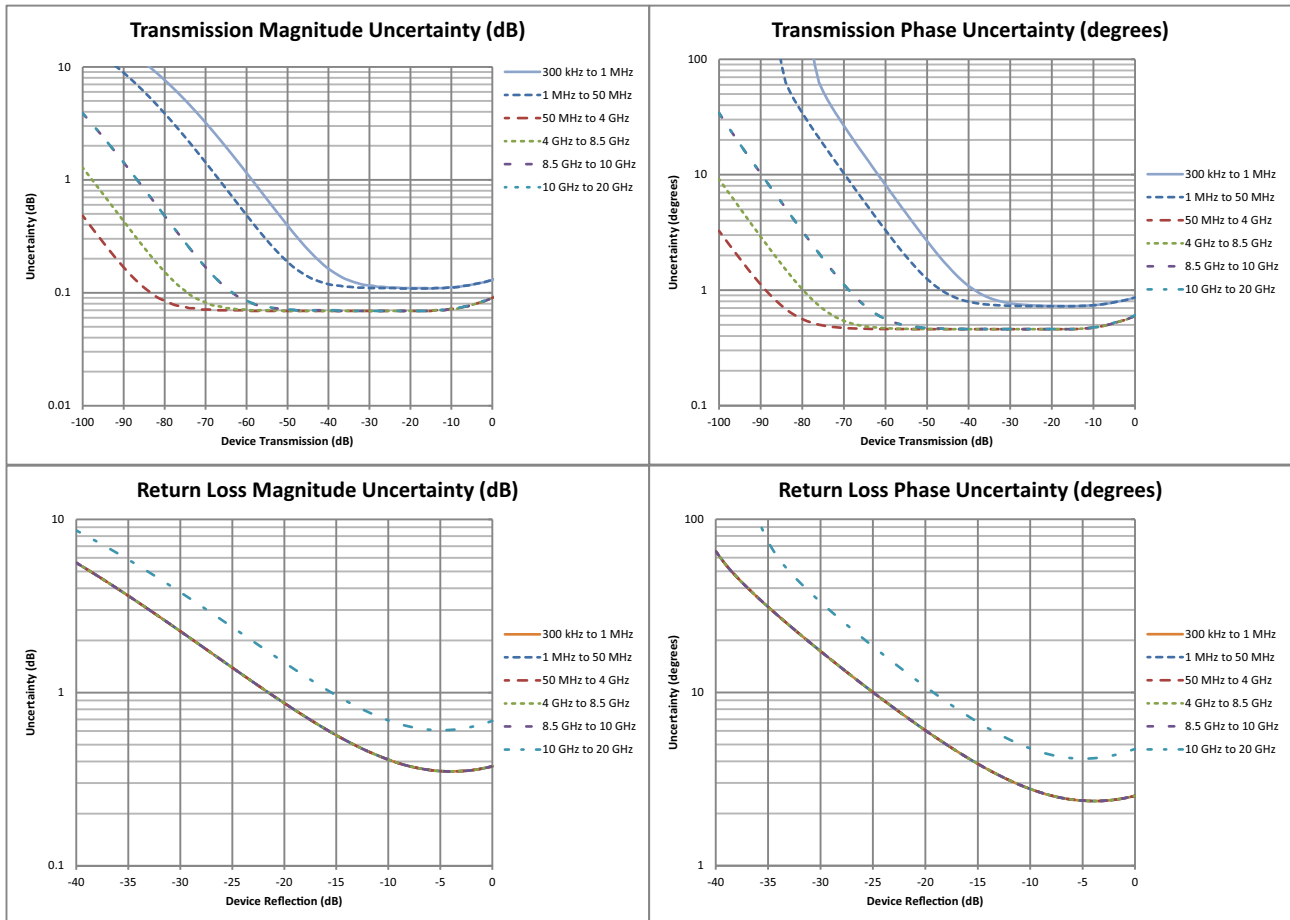 Transmission Magnitude Uncertainty (dB)
Uncertainty (dB)
10
1
0.1
0.01
-100 -90 -80 -70 -60 -50 -40 -30 -20 -10 0
Device Transmission (dB)
300 kHz to 1 MHz
1 MHz to 50 MHz
50 MHz to 4 GHz
4 GHz to 8.5 GHz
8.5 GHz to 10 GHz
10 GHz to 20 GHz
Transmission Phase Uncertainty (degrees)
Uncertainty (degrees)
100
10
1
0.1
-100 -90 -80 -70 -60 -50 -40 -30 -20 -10 0
Device Transmission (dB)
300 kHz to 1 MHz
1 MHz to 50 MHz
50 MHz to 4 GHz
4 GHz to 8.5 GHz
8.5 GHz to 10 GHz
10 GHz to 20 GHz
Return Loss Magnitude Uncertainty (dB)
Uncertainty (dB)
10
1
0.1
-40 -35 -30 -25 -20 -15 -10 -5 0
Device Reflection (dB)
300 kHz to 1 MHz
1 MHz to 50 MHz
50 MHz to 4 GHz
4 GHz to 8.5 GHz
8.5 GHz to 10 GHz
10 GHz to 20 GHz
Return Loss Phase Uncertainty (degrees)
Uncertainty (degrees)
100
10
1
-40 -35 -30 -25 -20 -15 -10 -5 0
Device Reflection (dB)
300 kHz to 1 MHz
1 MHz to 50 MHz
50 MHz to 4 GHz
4 GHz to 8.5 GHz
8.5 GHz to 10 GHz
10 GHz to 20 GHz